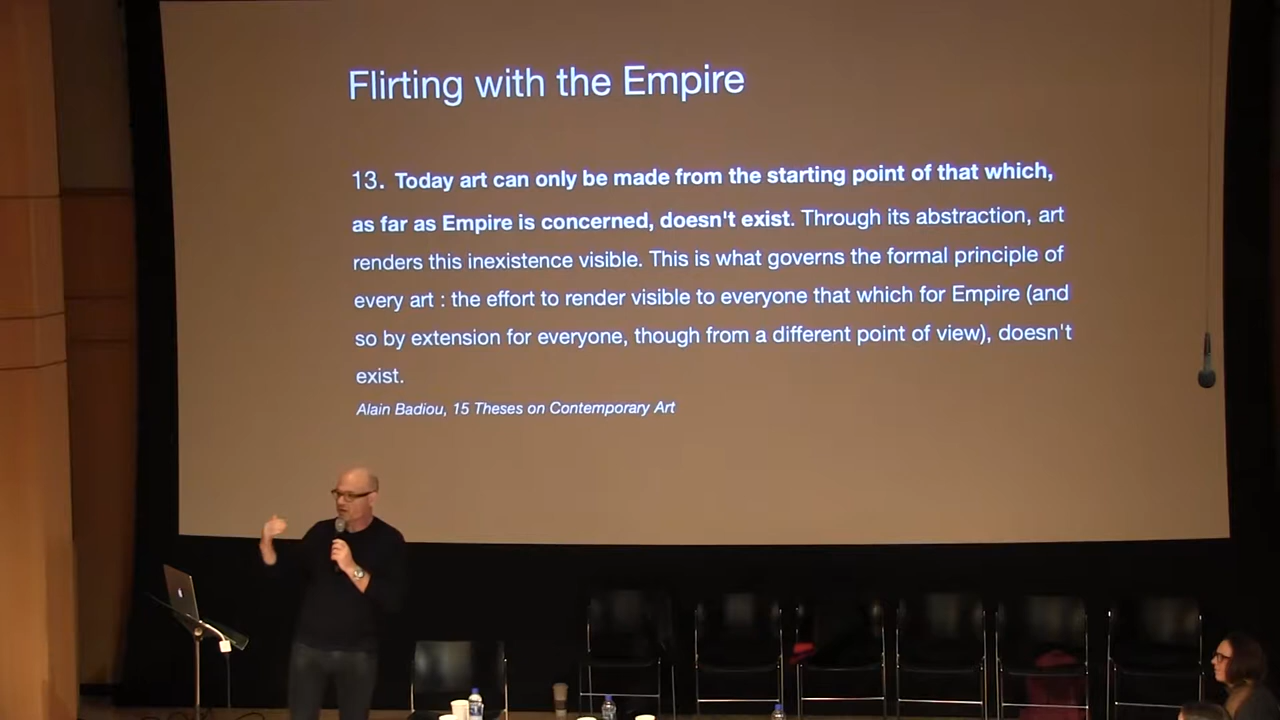 Flirting with the Empire
13. Today art can only be made from the starting point of that which,
as far as Empire is concerned, doesn't exist. Through its abstraction, art
renders this inexistence visible. This is what governs the formal principle of
every art : the effort to render visible to everyone that which for Empire (and
so by extension for everyone, though from a different point of view), doesn't
exist.
Alain Badiou, 15 Theses on Contemporary Art